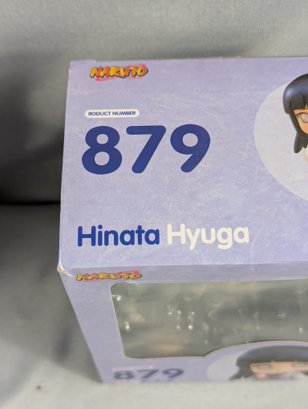 NARUTO
RODUCT NUMBER
879
Hinata Hyuga
NARUTO
879